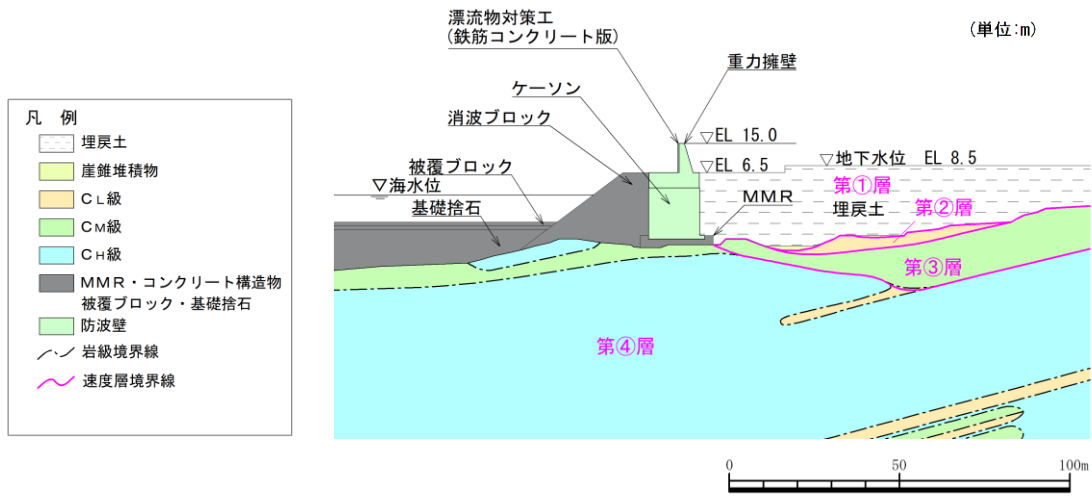 (単位:m)
漂流物対策工
(鉄筋コンクリート版)
重力擁壁
ケーソン
消波ブロック
▽EL 15.0
被覆ブロック
▽EL 6.5
▽地下水位 EL 8.5
▽海水位
基礎捨石
MMR
第①層
埋戻土
第②層
第③層
第④層
凡 例
埋戻土
崖錐堆積物
CL級
CM級
CH級
MMR・コンクリート構造物
被覆ブロック・基礎捨石
防波壁
岩級境界線
速度層境界線
0 50 100m